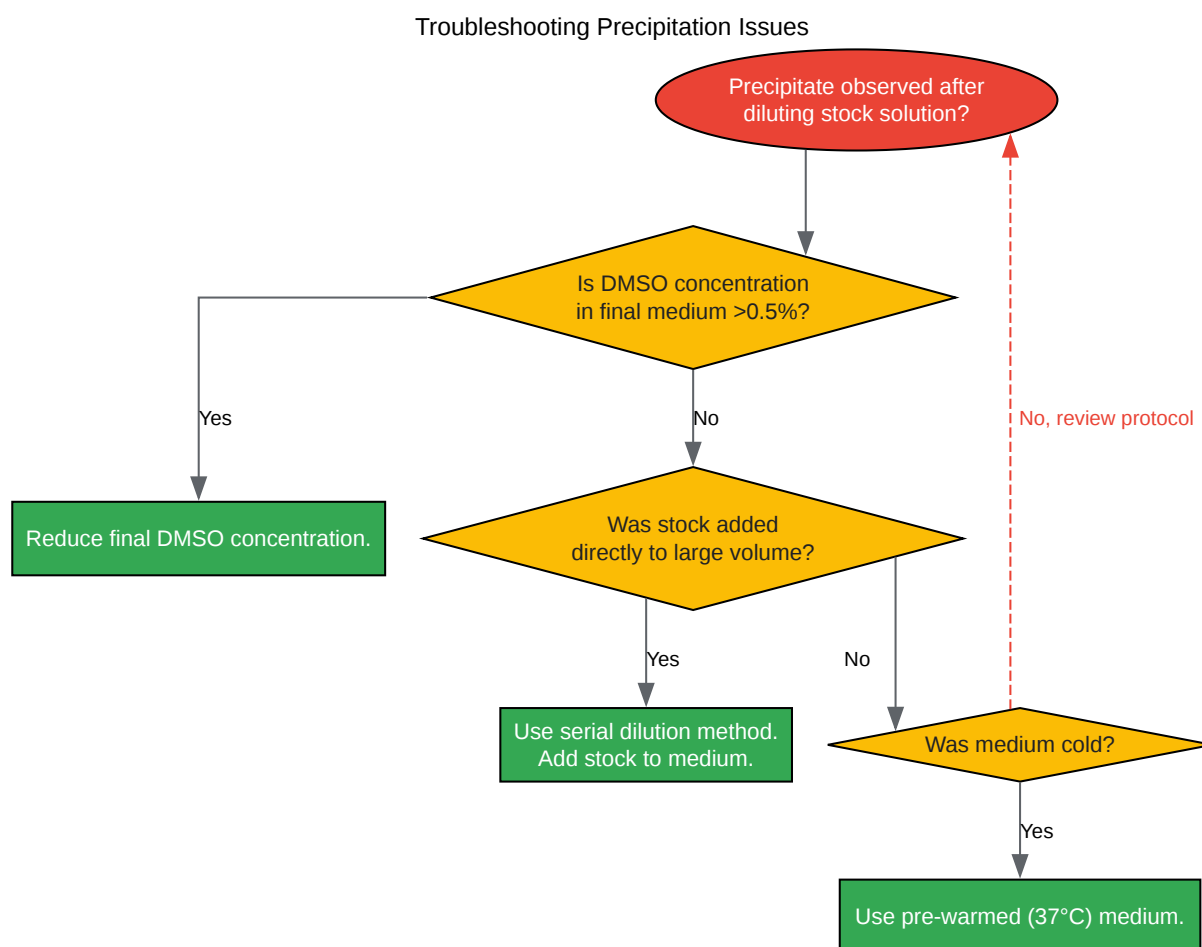 Troubleshooting Precipitation Issues
Precipitate observed after
diluting stock solution?
Is DMSO concentration
in final medium >0.5%?
Yes
No
No, review protocol
Reduce final DMSO concentration.
Was stock added
directly to large volume?
Yes
No
Use serial dilution method.
Add stock to medium.
Was medium cold?
Yes
Use pre-warmed (37°C) medium.